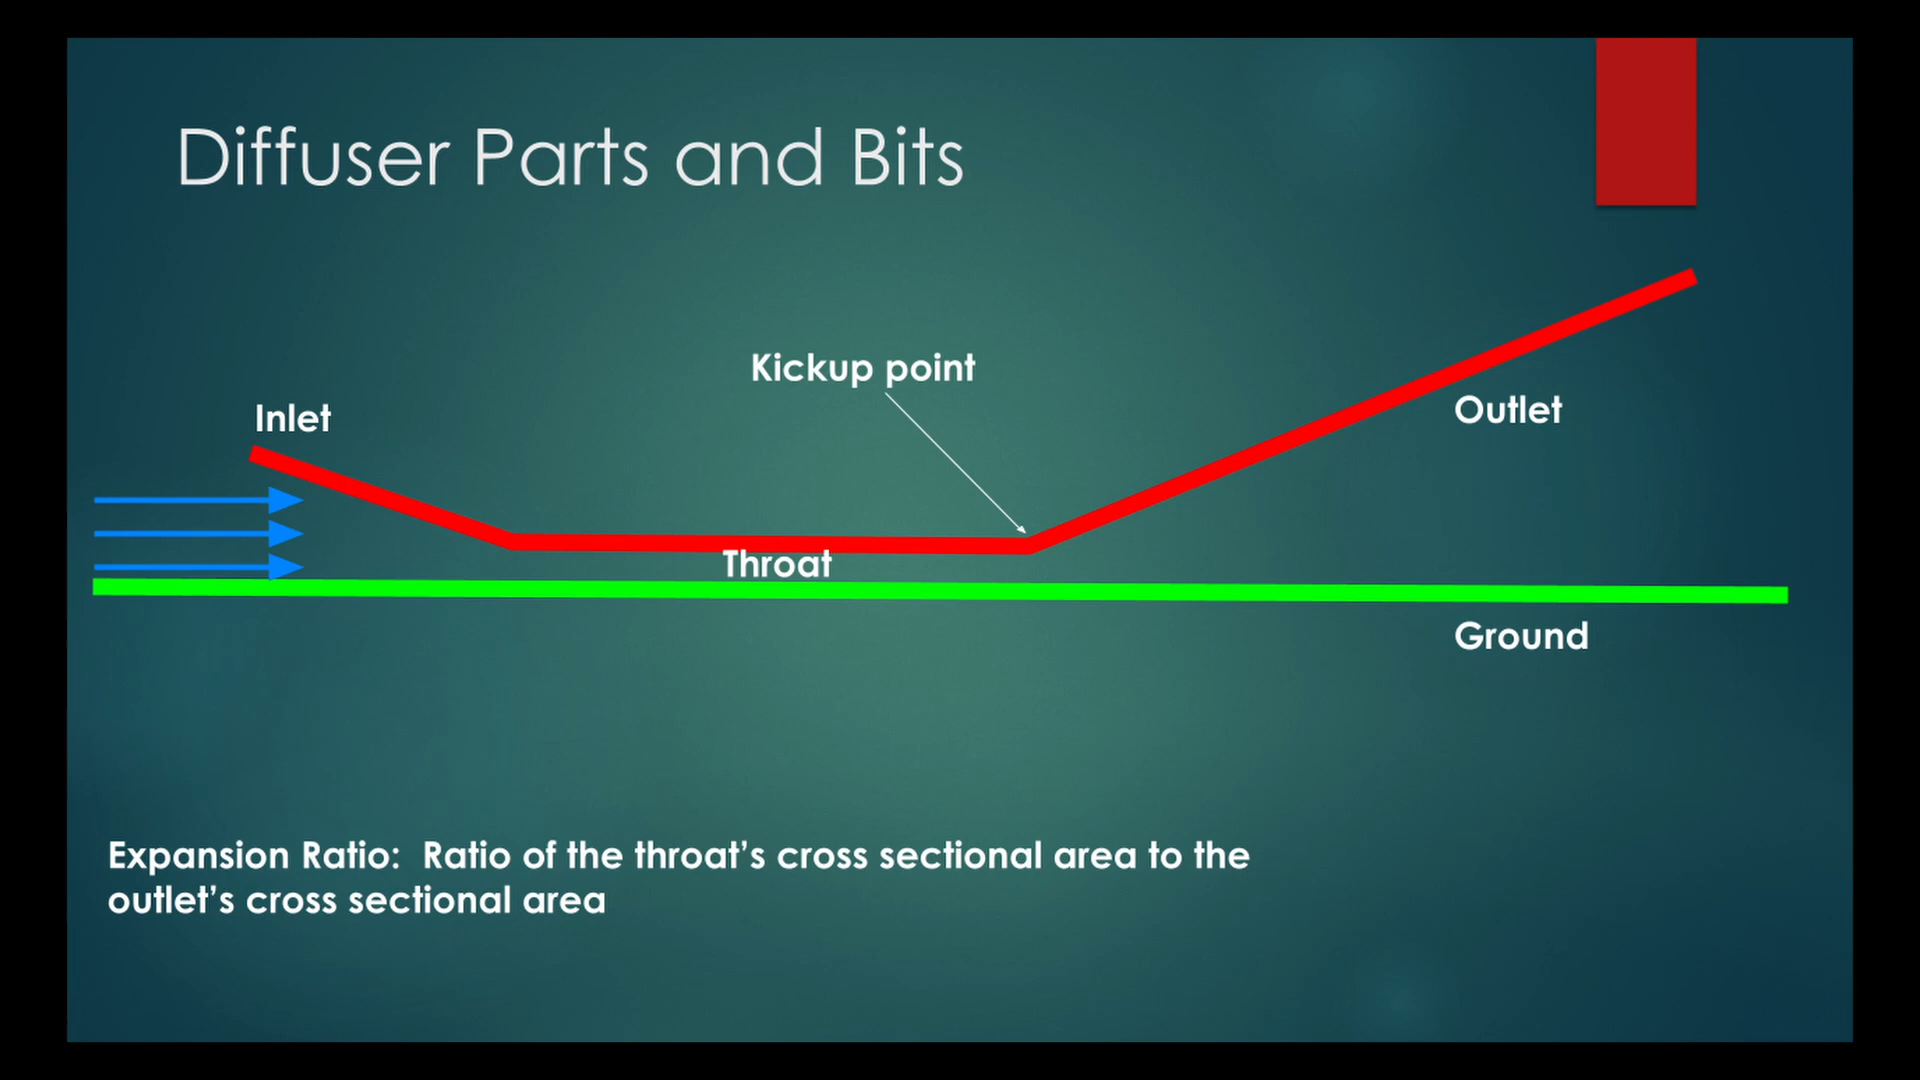 Diffuser Parts and Bits
Kickup point
Inlet
Outlet
Throat
Ground
Expansion Ratio:  Ratio of the throat’s cross sectional area to the
outlet’s cross sectional area